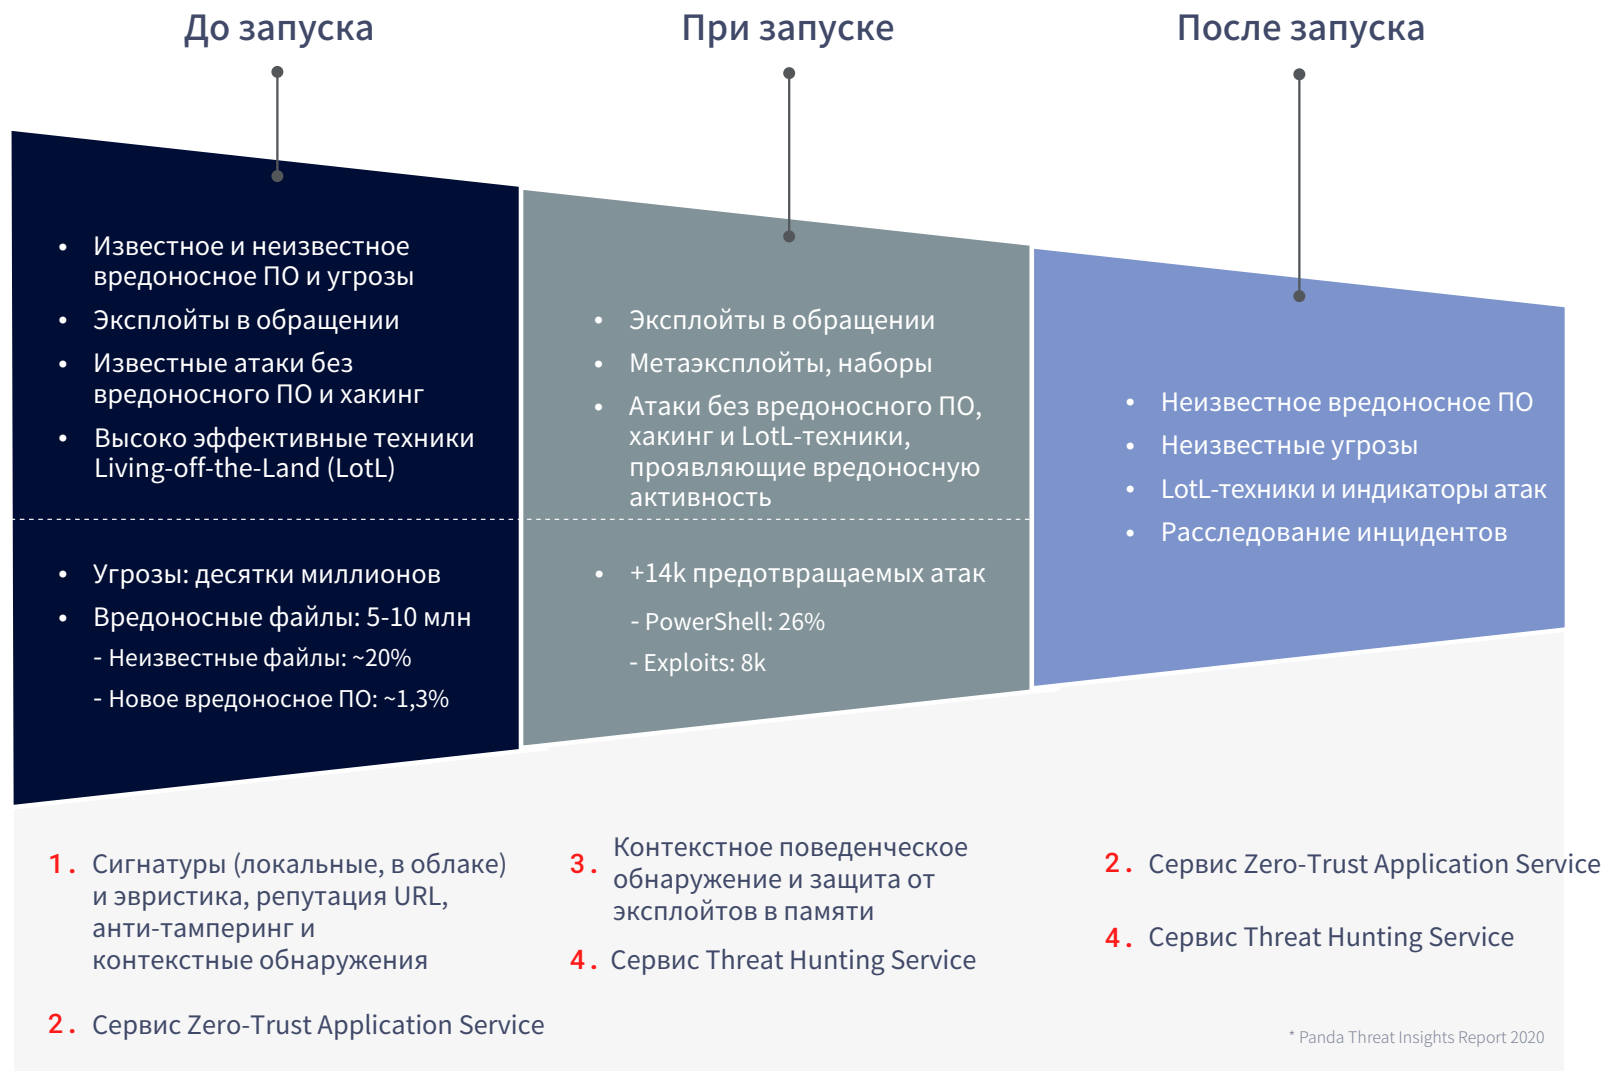 До запуска
При запуске
После запуска
• Известное и неизвестное
вредоносное ПО и угрозы
• Эксплойты в обращении
• Известные атаки без
вредоносного ПО и хакинг
• Высоко эффективные техники
Living-off-the-Land (LotL)
• Угрозы: десятки миллионов
• Вредоносные файлы: 5-10 млн
- Неизвестные файлы: ~20%
- Новое вредоносное ПО: ~1,3%
• Эксплойты в обращении
• Метаэксплойты, наборы
• Атаки без вредоносного ПО,
хакинг и LotL-техники,
проявляющие вредоносную
активность
• +14k предотвращаемых атак
- PowerShell: 26%
- Exploits: 8k
• Неизвестное вредоносное ПО
• Неизвестные угрозы
• LotL-техники и индикаторы атак
• Расследование инцидентов
1. Сигнатуры (локальные, в облаке)
и эвристика, репутация URL,
анти-тамперинг и
контекстные обнаружения
2. Сервис Zero-Trust Application Service
3. Контекстное поведенческое
обнаружение и защита от
эксплойтов в памяти
4. Сервис Threat Hunting Service
2. Сервис Zero-Trust Application Service
4. Сервис Threat Hunting Service
* Panda Threat Insights Report 2020